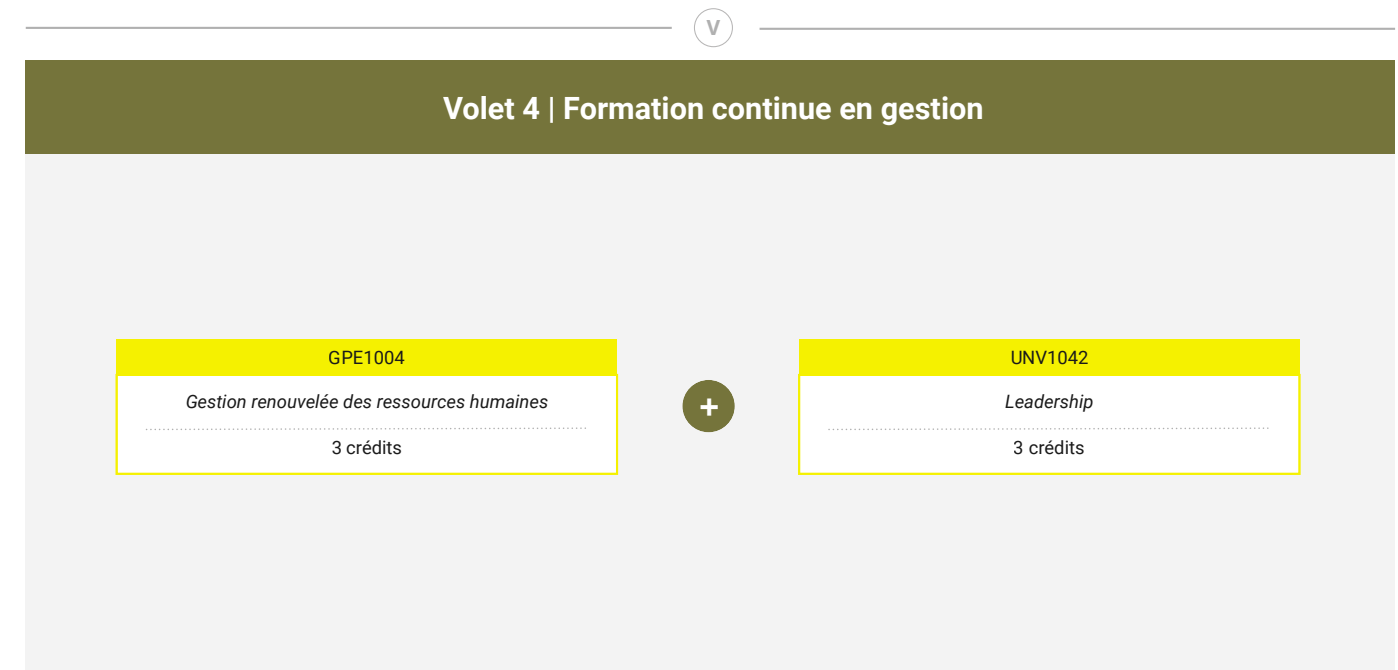 V
Volet 4 | Formation continue en gestion
GPE1004
Gestion renouvelée des ressources humaines
3 crédits
+
UNV1042
Leadership
3 crédits